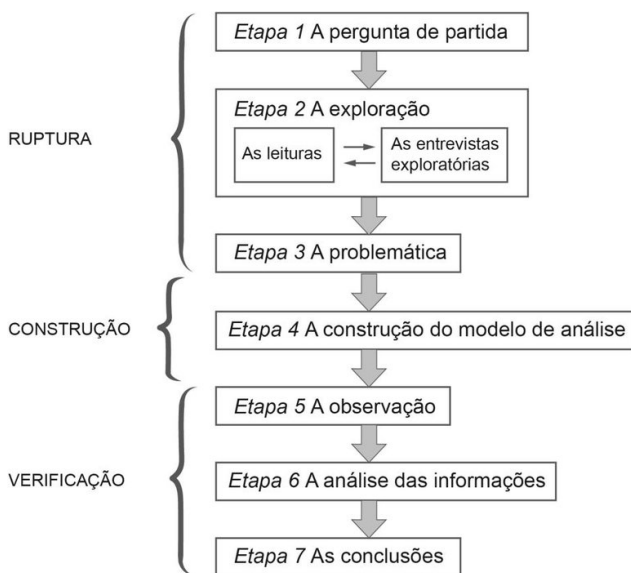 Etapa 1 A pergunta de partida
RUPTURA
Etapa 2 A exploração
As leituras
As entrevistas
exploratórias
Etapa 3 A problemática
CONSTRUÇÃO
Etapa 4 A construção do modelo de análise
VERIFICAÇÃO
Etapa 5 A observação
Etapa 6 A análise das informações
Etapa 7 As conclusões